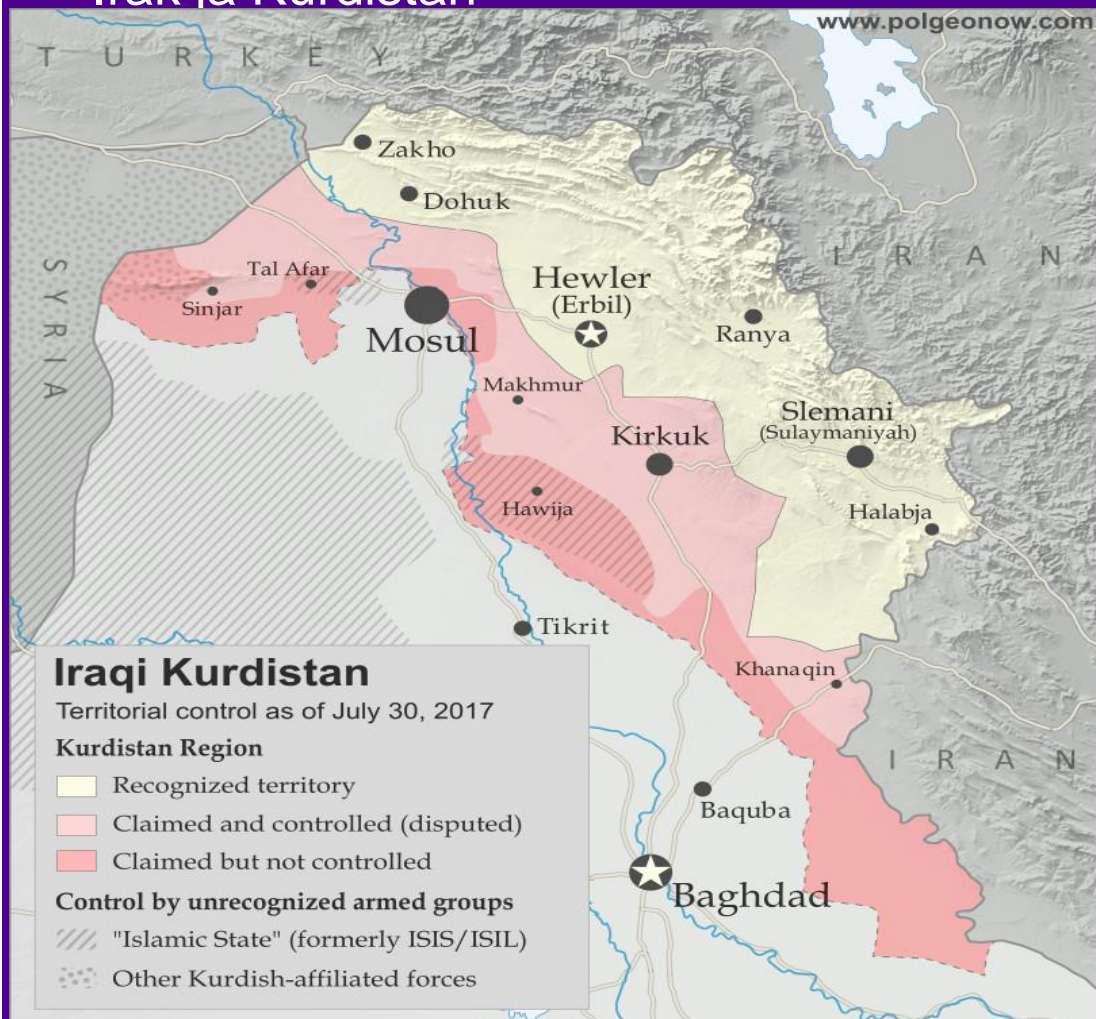 Irak ja Kurdistan
www.polgeonow.com
TURKEY
Zakho
Dohuk
SYRIA
IRAN
Tal Afar
Sinjar
Mosul
Hewler
(Erbil)
Ranya
Makhmur
Kirkuk
Slemani
(Sulaymaniyah)
Hawija
Halabja
Tikrit
Khanaqin
IRAN
Baquba
Baghdad
Iraqi Kurdistan
Territorial control as of July 30, 2017
Kurdistan Region
Recognized territory
Claimed and controlled (disputed)
Claimed but not controlled
Control by unrecognized armed groups
"Islamic State" (formerly ISIS/ISIL)
Other Kurdish-affiliated forces